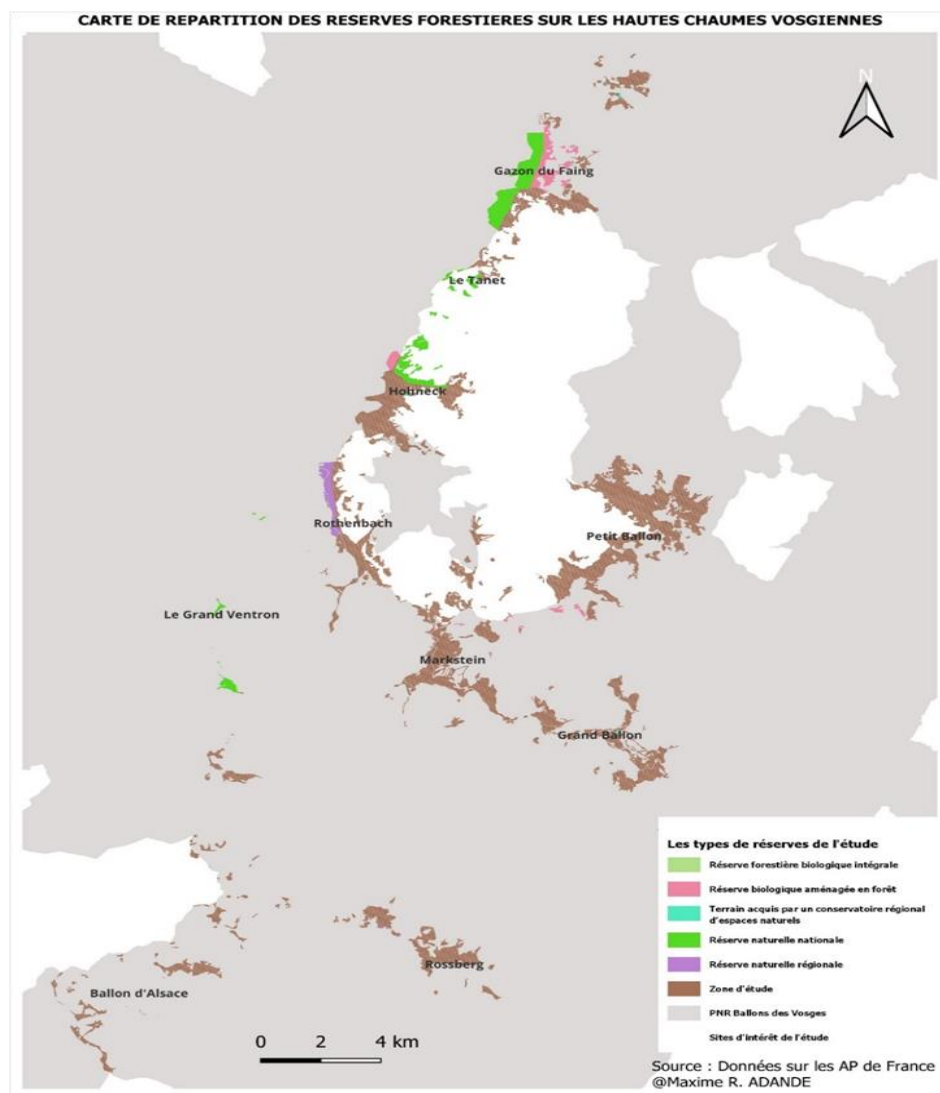 CARTE DE REPARTITION DES RESERVES FORESTIERES SUR LES HAUTES CHAUMES VOSGIENNES
N
Gazon du Faing
Le Tanet
Hohneck
Rothenbach
Petit Ballon
Le Grand Ventron
Markstein
Grand Ballon
Rossberg
Ballon d'Alsace
0 2 4 km
Les types de réserves de l'étude
Réserve forestière biologique intégrale
Réserve biologique aménagée en forêt
Terrain acquis par un conservatoire régional
d'espaces naturels
Réserve naturelle nationale
Réserve naturelle régionale
Zone d'étude
PNR Ballons des Vosges
Sites d'intérêt de l'étude
Source : Données sur les AP de France
@Maxime R. ADANDE